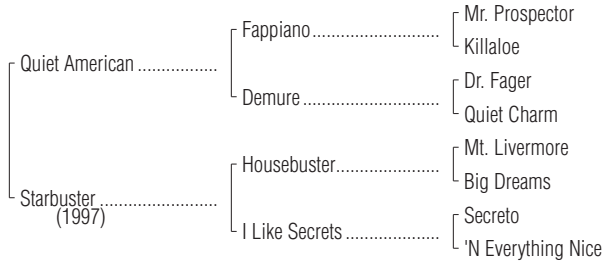 Mr. Prospector
Fappiano
Killaloe
Quiet American
Dr. Fager
Demure
Quiet Charm
Mt. Livermore
Housebuster
Big Dreams
Starbuster
(1997)
Secreto
I Like Secrets
'N Everything Nice